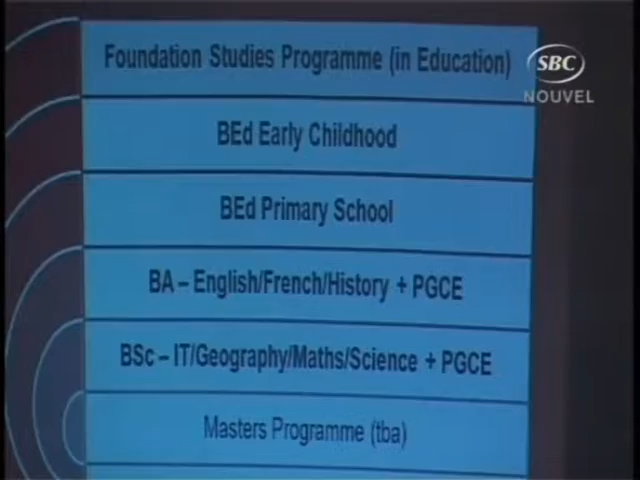 Foundation Studies Programme (in Education)
SBC
NOUVEL
BEd Early Childhood
BEd Primary School
BA – English/French/History + PGCE
BSc – IT/Geography/Maths/Science + PGCE
Masters Programme (tba)